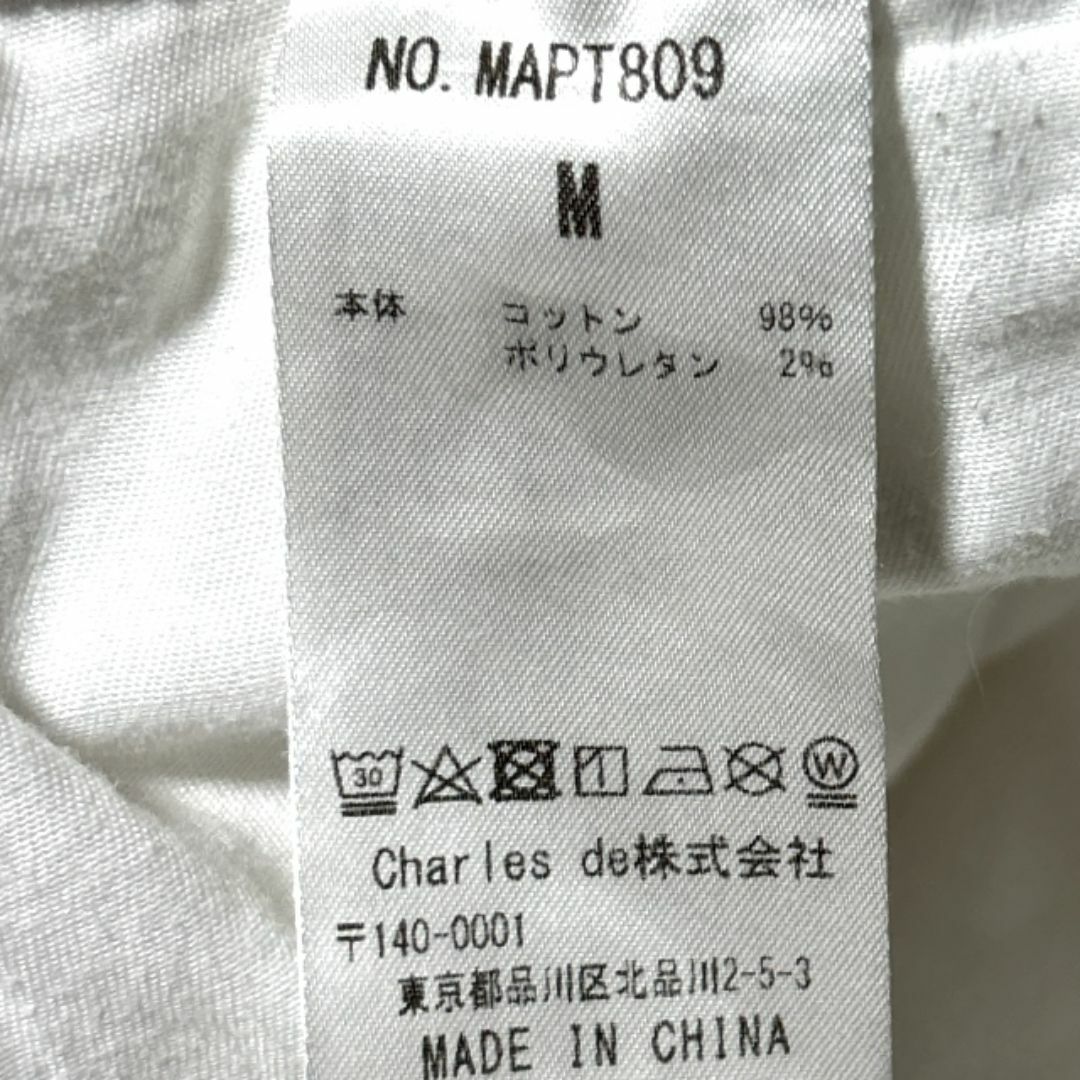 NO. MAPT809
M
本体 コットン 98%
ポリウレタン 2%
30
W
Charles de株式会社
〒140-0001
東京都品川区北品川2-5-3
MADE IN CHINA